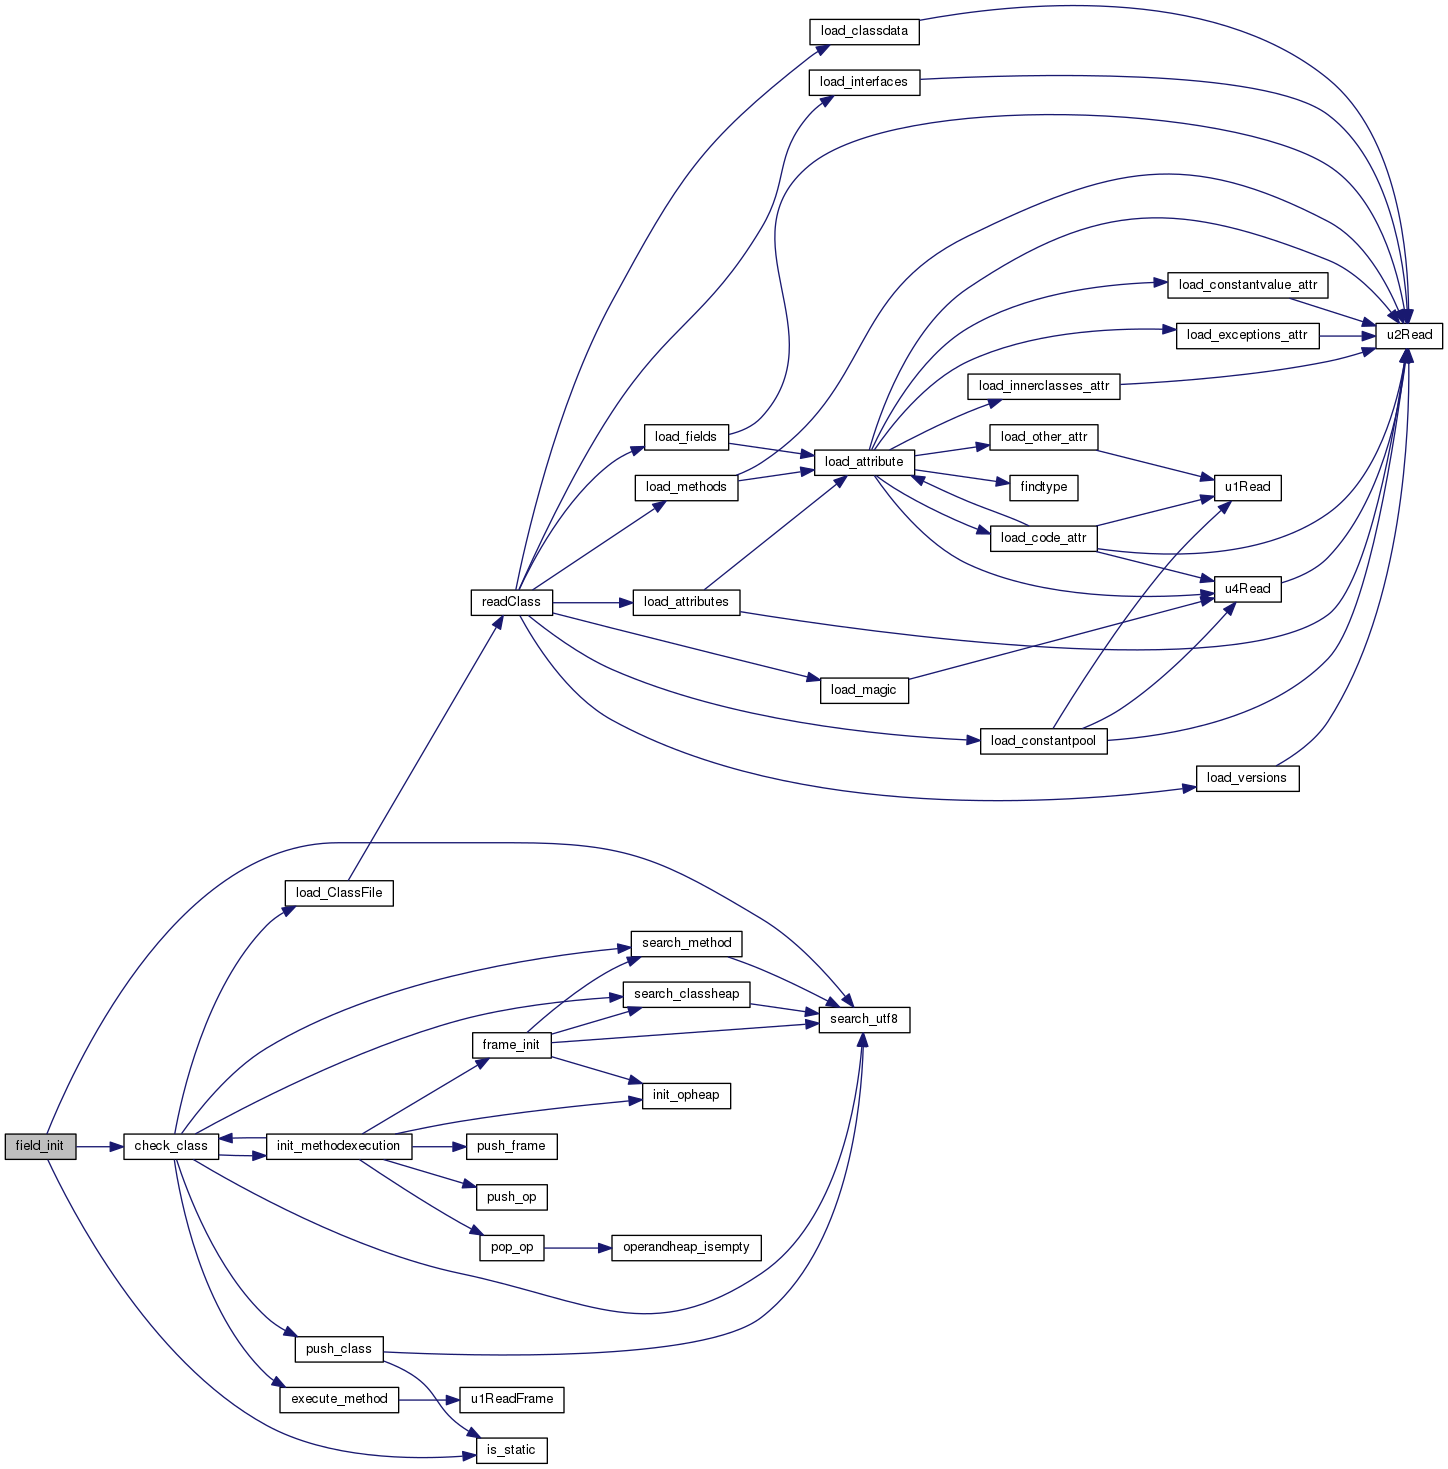 load_classdata
load_interfaces
load_constantvalue_attr
load_exceptions_attr
u2Read
load_innerclasses_attr
load_fields
load_other_attr
load_attribute
load_methods
findtype
u1Read
load_code_attr
readClass
load_attributes
u4Read
load_magic
load_constantpool
load_versions
load_ClassFile
search_method
search_classheap
search_utf8
frame_init
init_opheap
field_init
check_class
init_methodexecution
push_frame
push_op
pop_op
operandheap_isempty
push_class
execute_method
u1ReadFrame
is_static